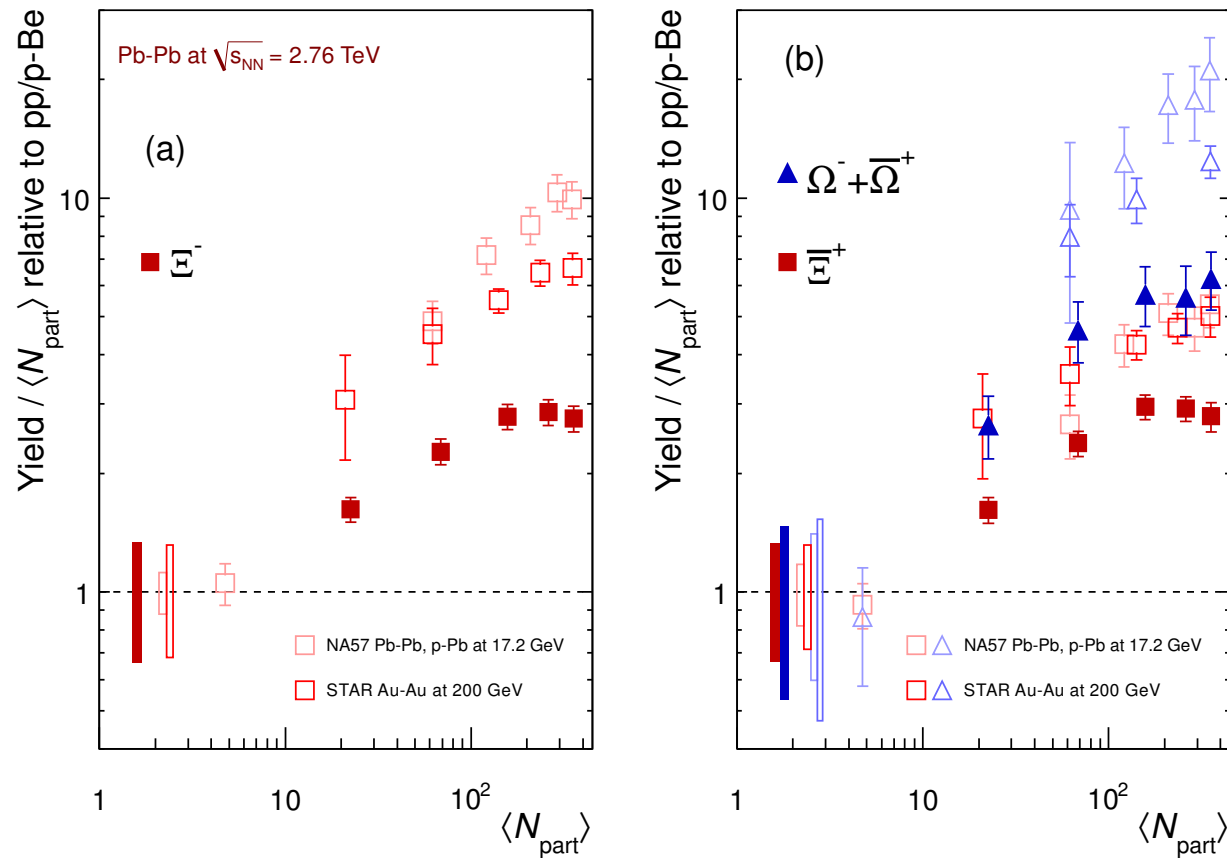 Yield / ⟨N_part⟩ relative to pp/p-Be
Pb-Pb at √s_NN = 2.76 TeV
(a)
Ξ⁻
10
1
NA57 Pb-Pb, p-Pb at 17.2 GeV
STAR Au-Au at 200 GeV
1
10
10²
⟨N_part⟩
Yield / ⟨N_part⟩ relative to pp/p-Be
(b)
Ω⁻+Ω̅⁺
Ξ̅⁺
10
1
NA57 Pb-Pb, p-Pb at 17.2 GeV
STAR Au-Au at 200 GeV
1
10
10²
⟨N_part⟩